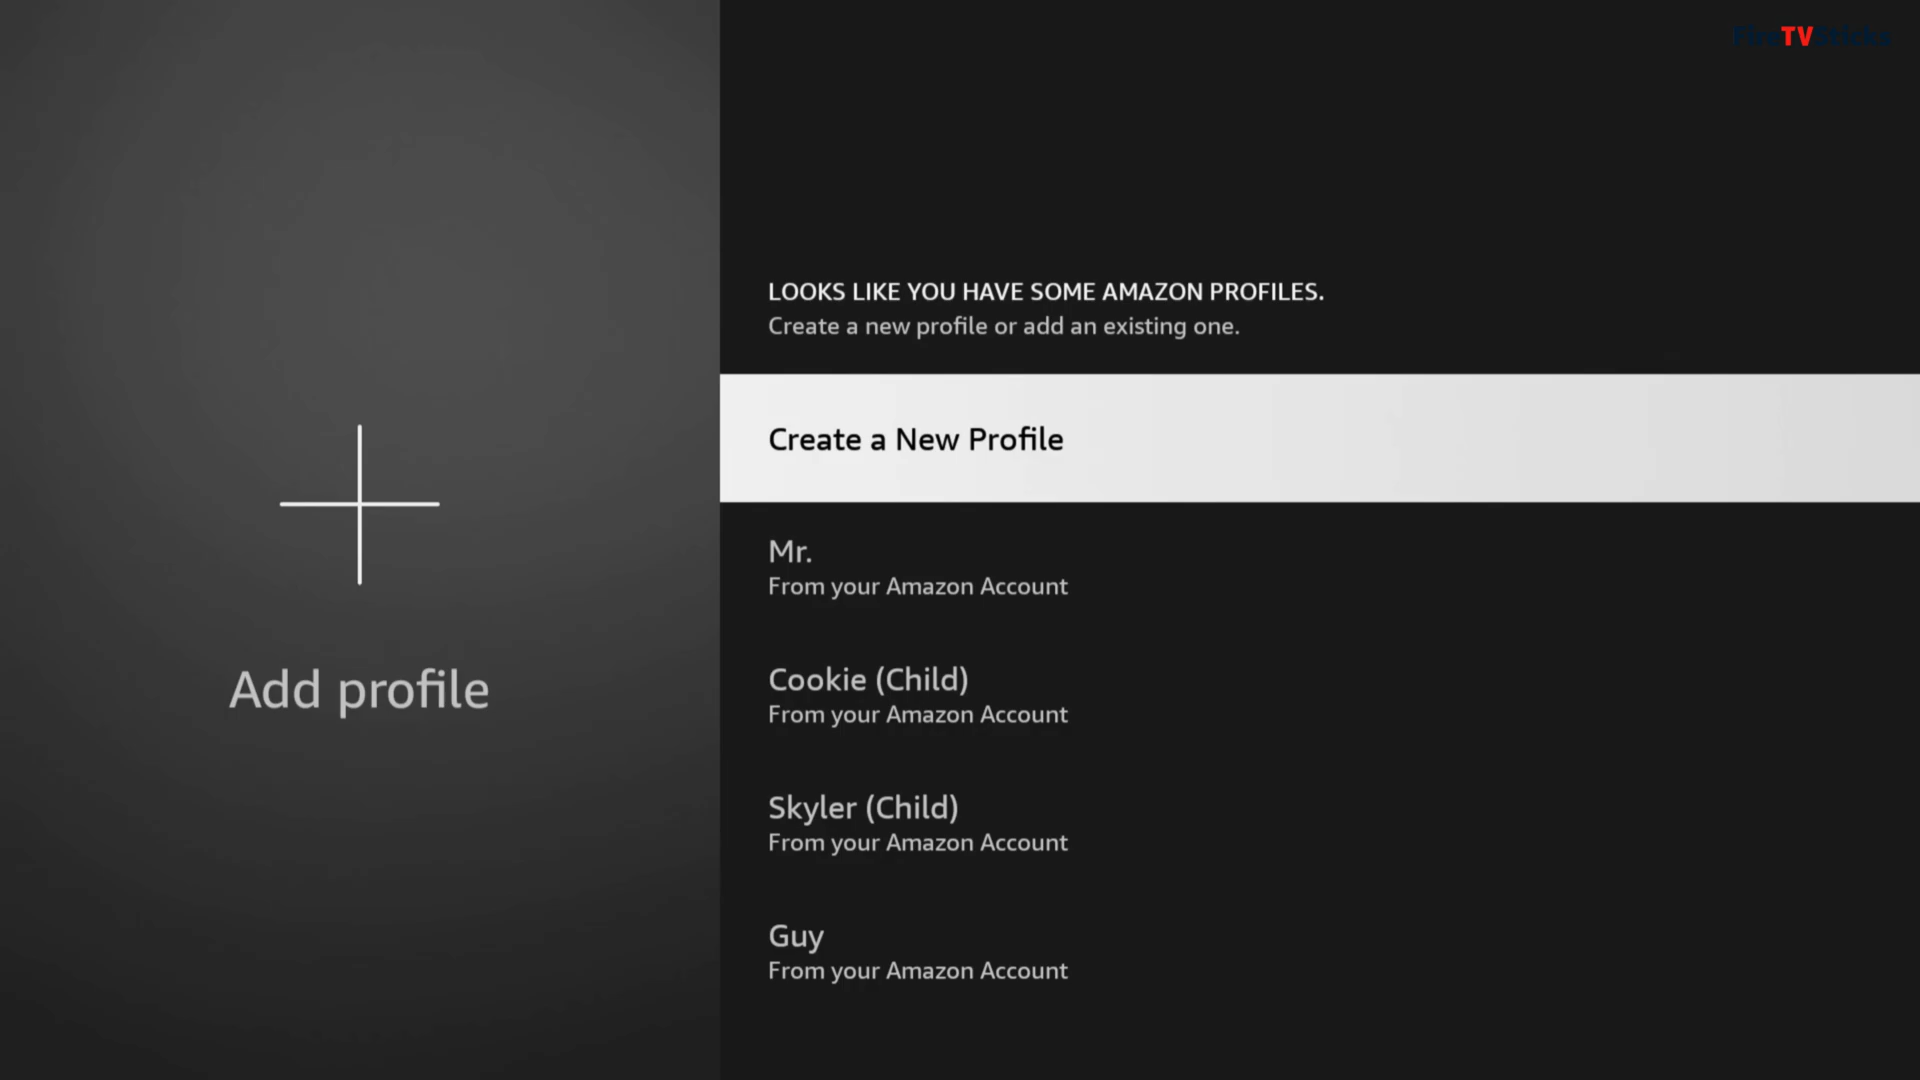 FireTVSticks
LOOKS LIKE YOU HAVE SOME AMAZON PROFILES.
Create a new profile or add an existing one.
Create a New Profile
Mr.
From your Amazon Account
Cookie (Child)
From your Amazon Account
Skyler (Child)
From your Amazon Account
Guy
From your Amazon Account
Add profile